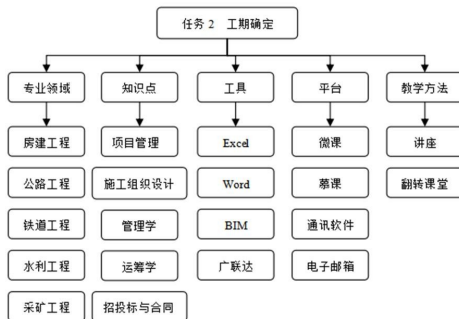 任务 2 工期确定
专业领域 知识点 工具 平台 教学方法
房建工程 项目管理 Excel 微课 讲座
公路工程 施工组织设计 Word 慕课 翻转课堂
铁道工程 管理学 BIM 通讯软件
水利工程 运筹学 广联达 电子邮箱
采矿工程 招投标与合同